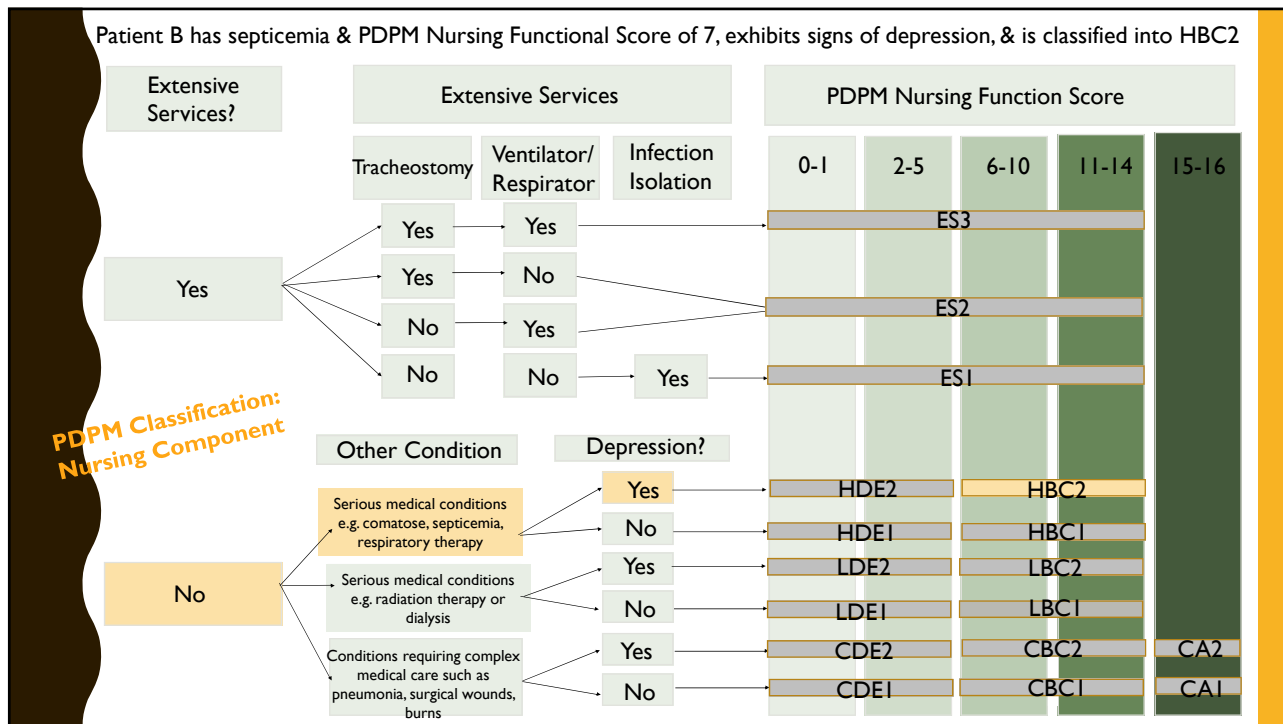 Patient B has septicemia & PDPM Nursing Functional Score of 7, exhibits signs of depression, & is classified into HBC2
Extensive
Services?
Extensive Services
PDPM Nursing Function Score
Tracheostomy
Ventilator/
Respirator
Infection
Isolation
0-1
2-5
6-10
11-14
15-16
Yes
Yes
Yes
ES3
Yes
No
ES2
No
Yes
No
No
Yes
ES1
PDPM Classification:
Nursing Component
Other Condition
Depression?
No
Serious medical conditions
e.g. comatose, septicemia,
respiratory therapy
Yes
HDE2
HBC2
No
HDE1
HBC1
Serious medical conditions
e.g. radiation therapy or
dialysis
Yes
LDE2
LBC2
No
LDE1
LBC1
Conditions requiring complex
medical care such as
pneumonia, surgical wounds,
burns
Yes
CDE2
CBC2
CA2
No
CDE1
CBC1
CA1